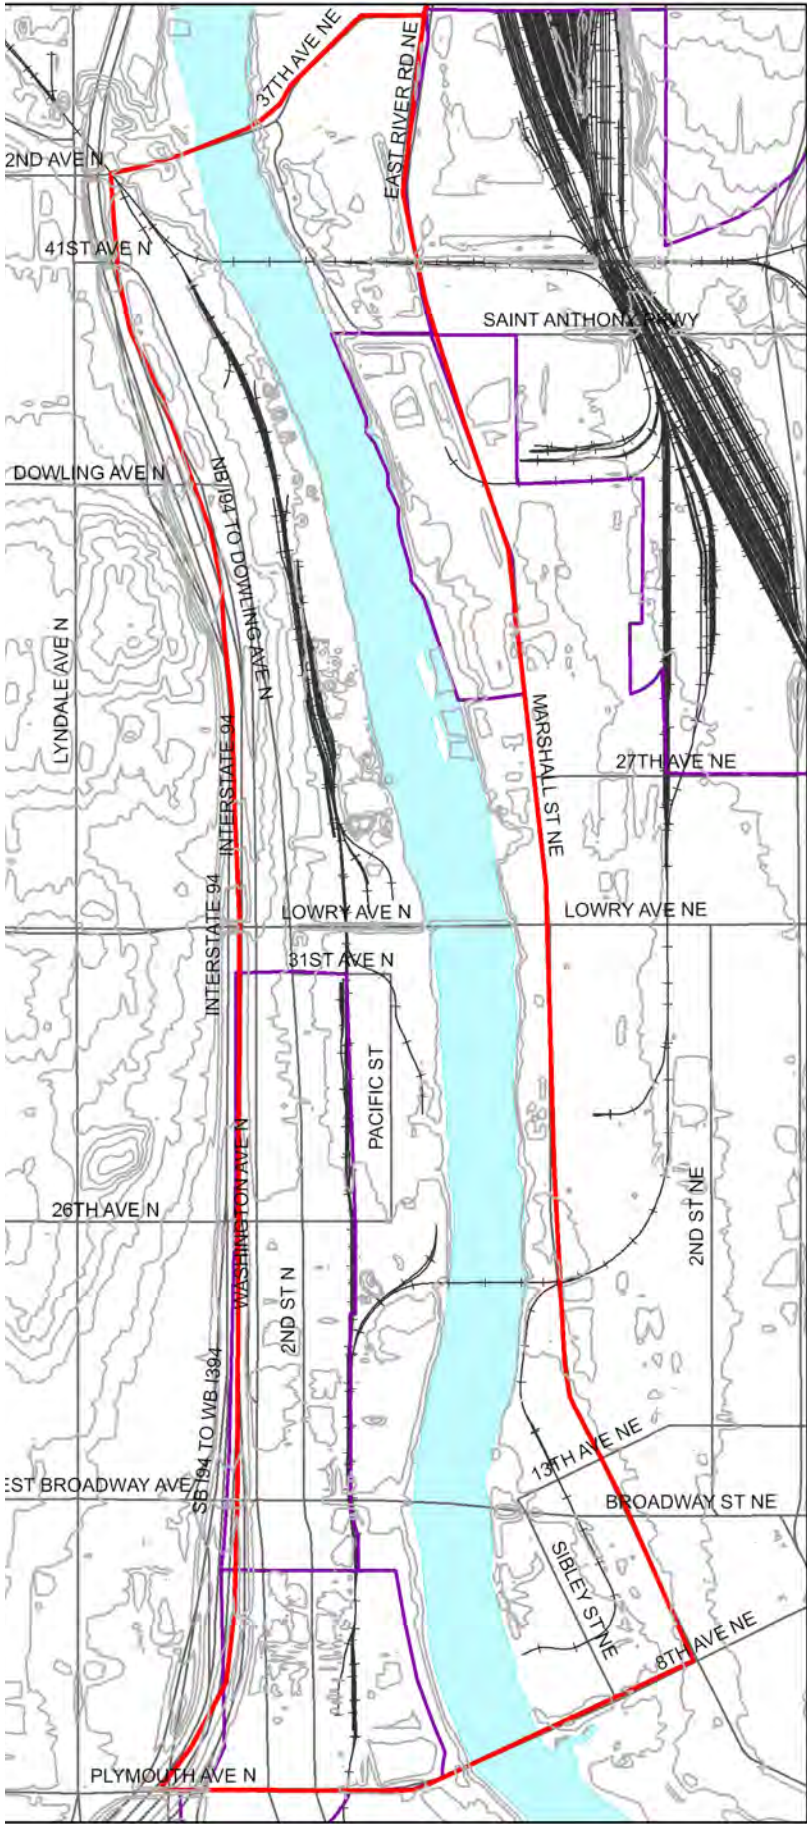 37TH AVE NE
EAST RIVER RD NE
2ND AVE N
41ST AVE N
SAINT ANTHONY PKWY
DOWLING AVE N
NB I94 TO DOWLING AVE N
LYNDALE AVE N
INTERSTATE 94
MARSHALL ST NE
27TH AVE NE
LOWRY AVE N
LOWRY AVE NE
INTERSTATE 94
31ST AVE N
PACIFIC ST
WASHINGTON AVE N
26TH AVE N
2ND ST NE
2ND ST N
SB I94 TO WB I394
13TH AVE NE
EST BROADWAY AVE
BROADWAY ST NE
SIBLEY ST NE
8TH AVE NE
PLYMOUTH AVE N